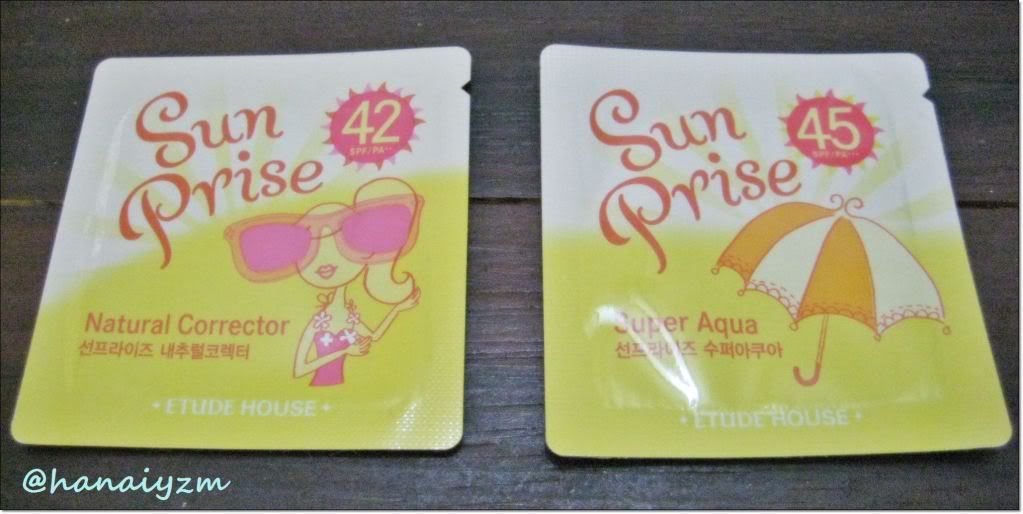 Sun
Prise
42
SPF/PA++
Natural Corrector
선프라이즈 내추럴코렉터
ETUDE HOUSE
Sun
Prise
45
SPF/PA+++
Super Aqua
선프라이즈 수퍼아쿠아
ETUDE HOUSE
@hanaiyzm